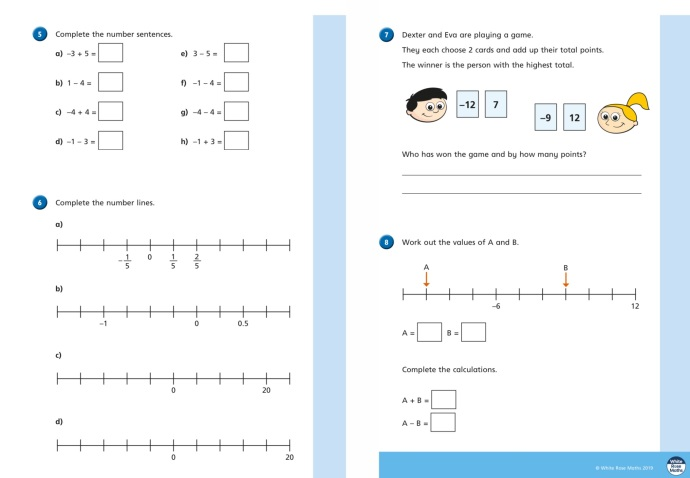 5 Complete the number sentences.
a) –3 + 5 =
e) 3 – 5 =
b) 1 – 4 =
f) –1 – 4 =
c) –4 + 4 =
g) –4 – 4 =
d) –1 – 3 =
h) –1 + 3 =
6 Complete the number lines.
a)
–1/5 0 1/5 2/5
b)
–1 0 0.5
c)
0 20
d)
0 20
7 Dexter and Eva are playing a game.
They each choose 2 cards and add up their total points.
The winner is the person with the highest total.
–12 7
–9 12
Who has won the game and by how many points?
8 Work out the values of A and B.
A B
–6 12
A = B =
Complete the calculations.
A + B =
A – B =
© White Rose Maths 2019
White
Rose
Maths